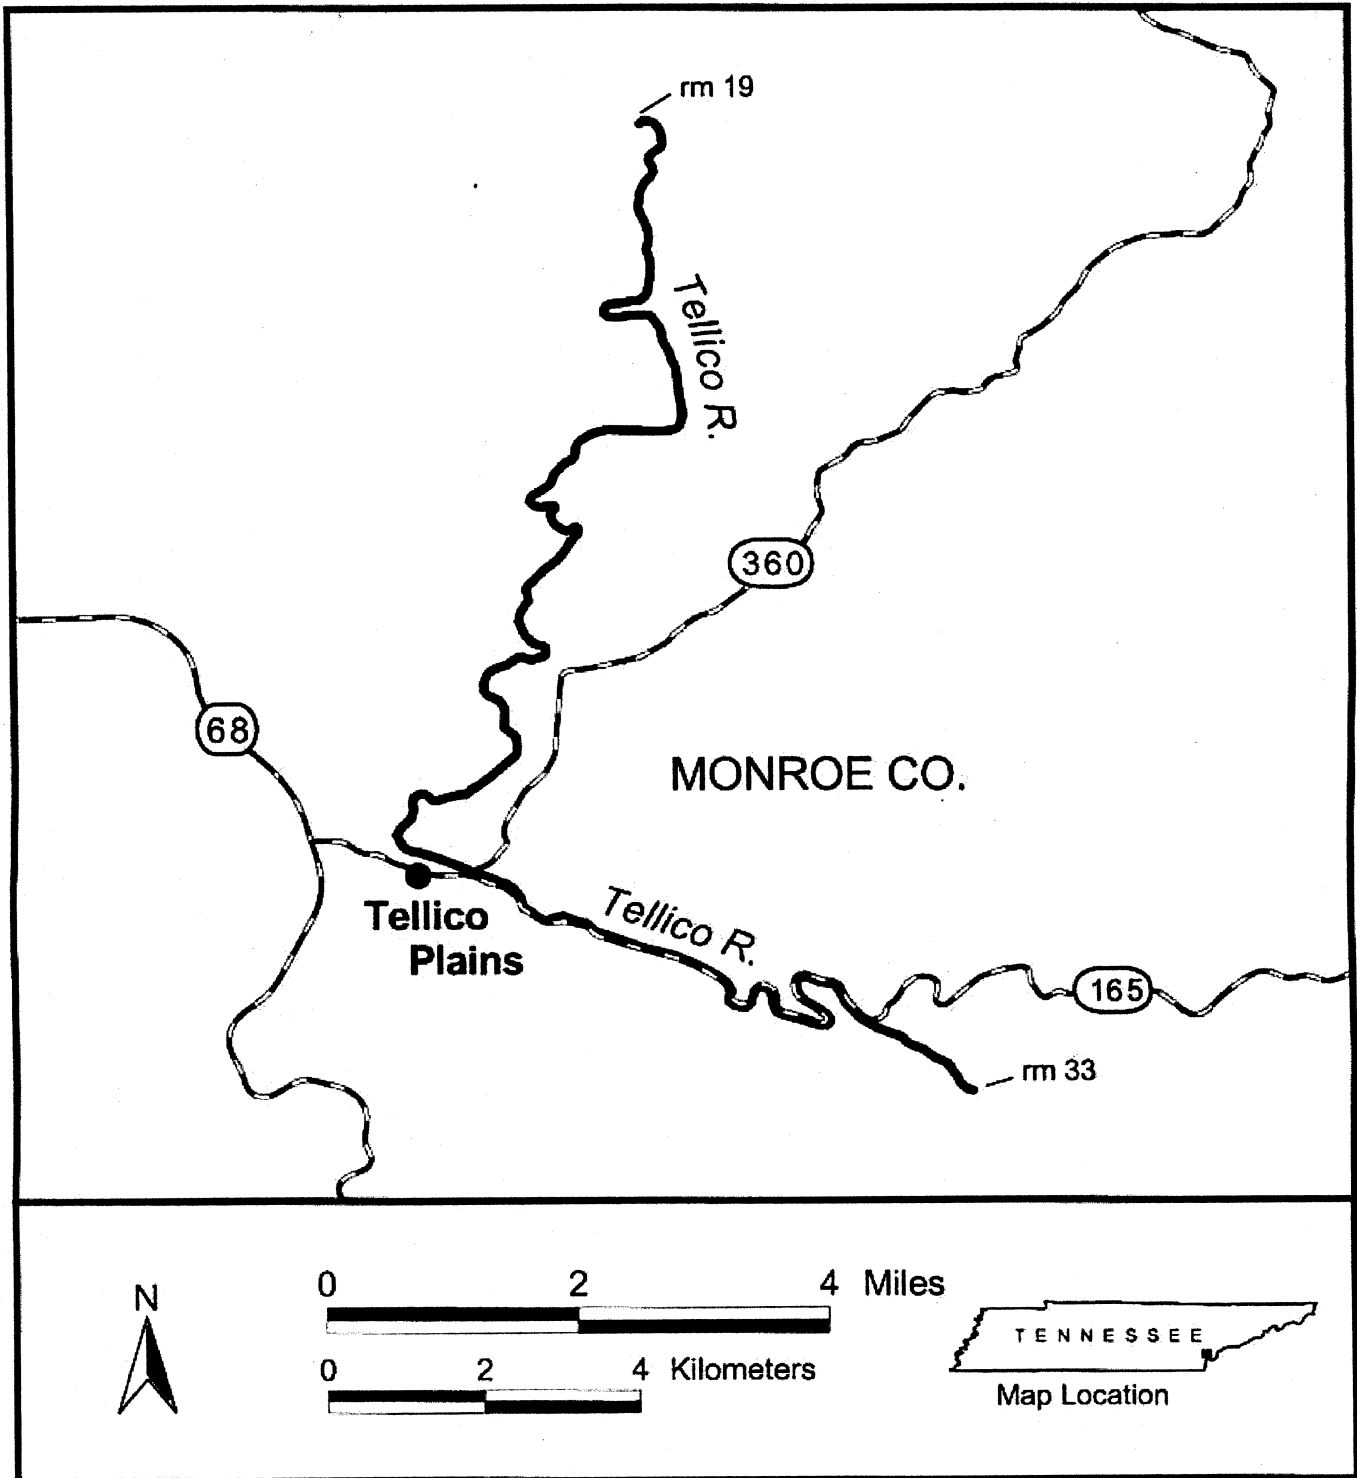 rm 19
Tellico R.
360
68
MONROE CO.
Tellico
Plains
Tellico R.
165
rm 33
N
0 2 4 Miles
0 2 4 Kilometers
TENNESSEE
Map Location